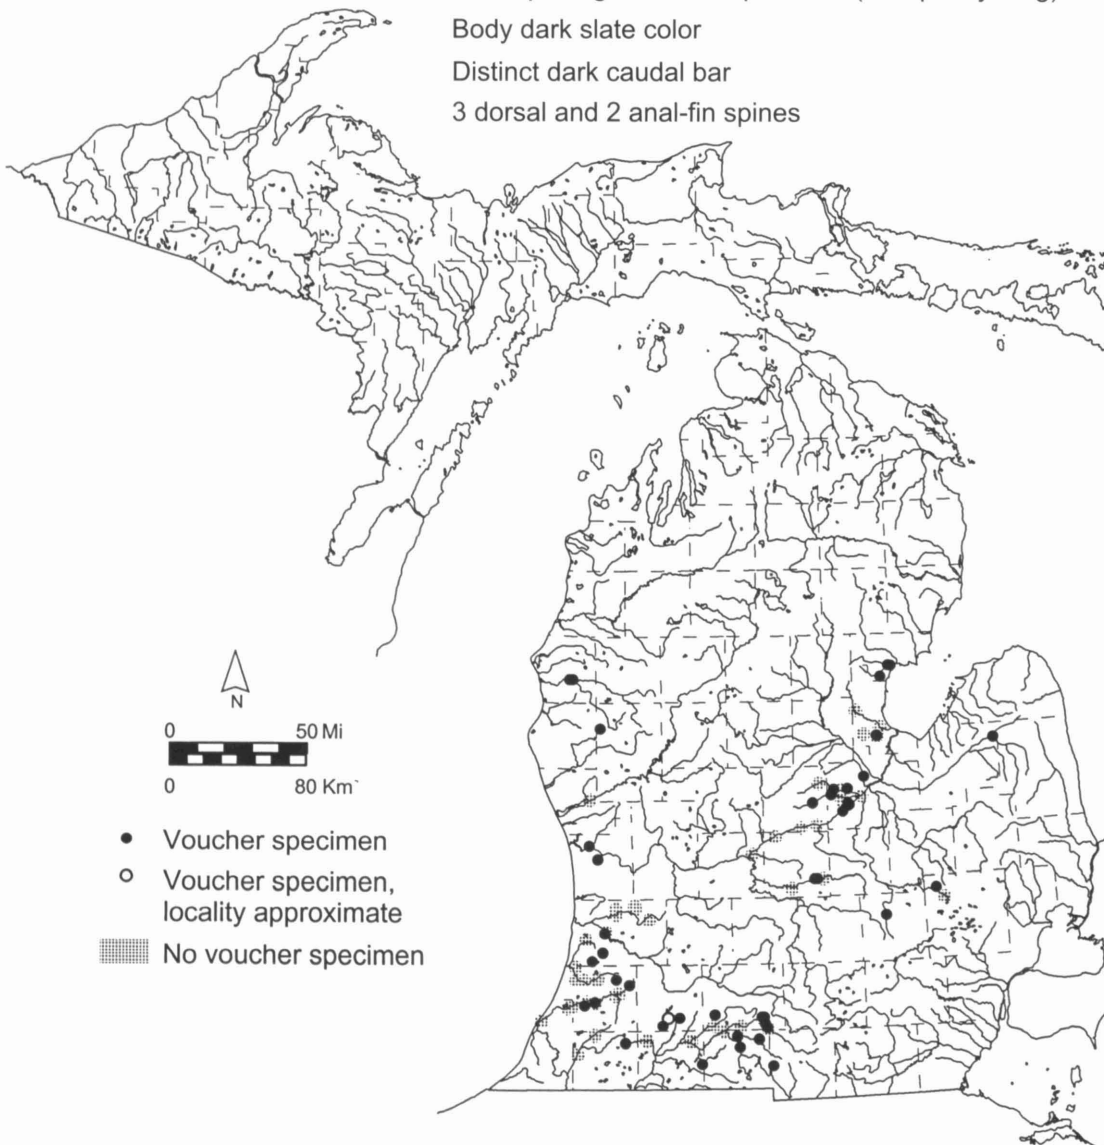 Body dark slate color
Distinct dark caudal bar
3 dorsal and 2 anal-fin spines
N
0 50 Mi
0 80 Km`
Voucher specimen
Voucher specimen,
locality approximate
No voucher specimen